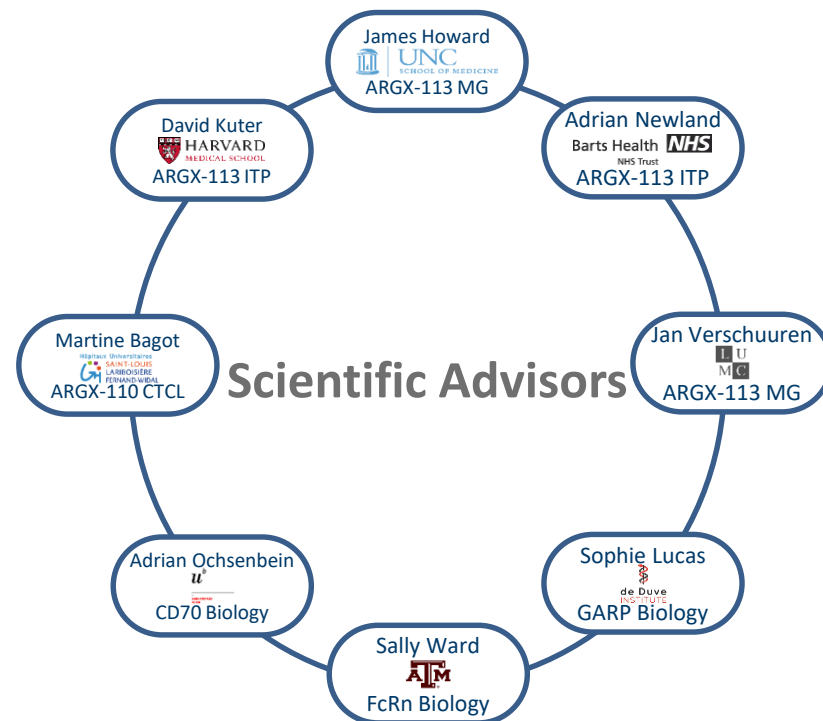 James Howard
UNC
SCHOOL OF MEDICINE
ARGX-113 MG
David Kuter
HARVARD
MEDICAL SCHOOL
ARGX-113 ITP
Adrian Newland
Barts Health NHS
NHS Trust
ARGX-113 ITP
Martine Bagot
Hôpitaux Universitaires
SAINT-LOUIS
LARIBOISIÈRE
FERNAND-WIDAL
ARGX-110 CTCL
Scientific Advisors
Jan Verschuuren
L U
M C
ARGX-113 MG
Adrian Ochsenbein
u
b
CD70 Biology
Sophie Lucas
de Duve
INSTITUTE
GARP Biology
Sally Ward
ATM
FcRn Biology